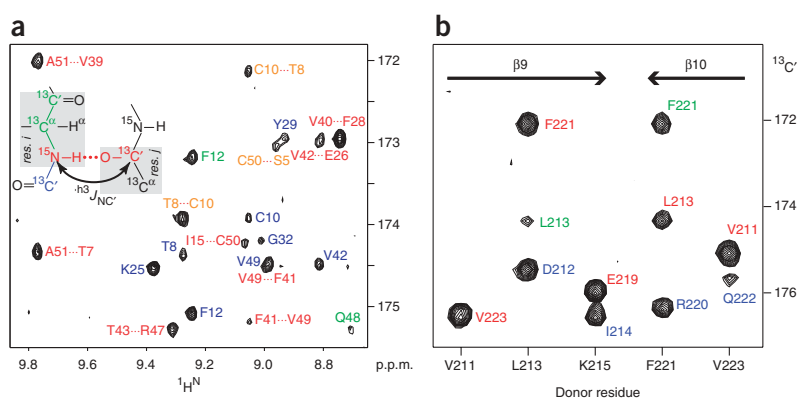 a
b
A51···V39
C10···T8
172
¹³C′
¹³C′=O
¹³Cα—Hα
¹⁵N—H
res. i
¹⁵N—H···O—¹³C′
res. j
O=¹³C′
¹³Cα
ʰ³J_NC′
Y29
V40···F28
173
F12
C50···S5
V42···E26
T8···C10
C10
174
I15···C50
G32
A51···T7
T8
K25
V49
V42
V49···F41
F12
175
T43···R47
F41···V49
Q48
9.8
9.6
9.4
9.2
9.0
8.8
p.p.m.
¹Hᴺ
β9
β10
¹³C′
172
F221
F221
174
L213
L213
V211
D212
E219
Q222
176
V223
I214
R220
V211
L213
K215
F221
V223
Donor residue